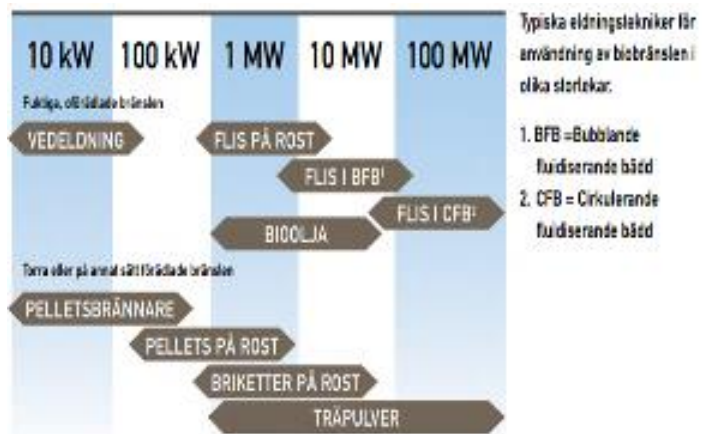 10 kW 100 kW 1 MW 10 MW 100 MW
Fuktiga, oförädlade bränslen
VEDELDNING FLIS PÅ ROST
FLIS I BFB¹
FLIS I CFB²
BIOOLJA
Torra eller på annat sätt förädlade bränslen
PELLETSBRÄNNARE
PELLETS PÅ ROST
BRIKETTER PÅ ROST
TRÄPULVER
Typiska eldningstekniker för
användning av biobränslen i
olika storlekar.
1. BFB =Bubblande
fluidiserande bädd
2. CFB = Cirkulerande
fluidiserande bädd